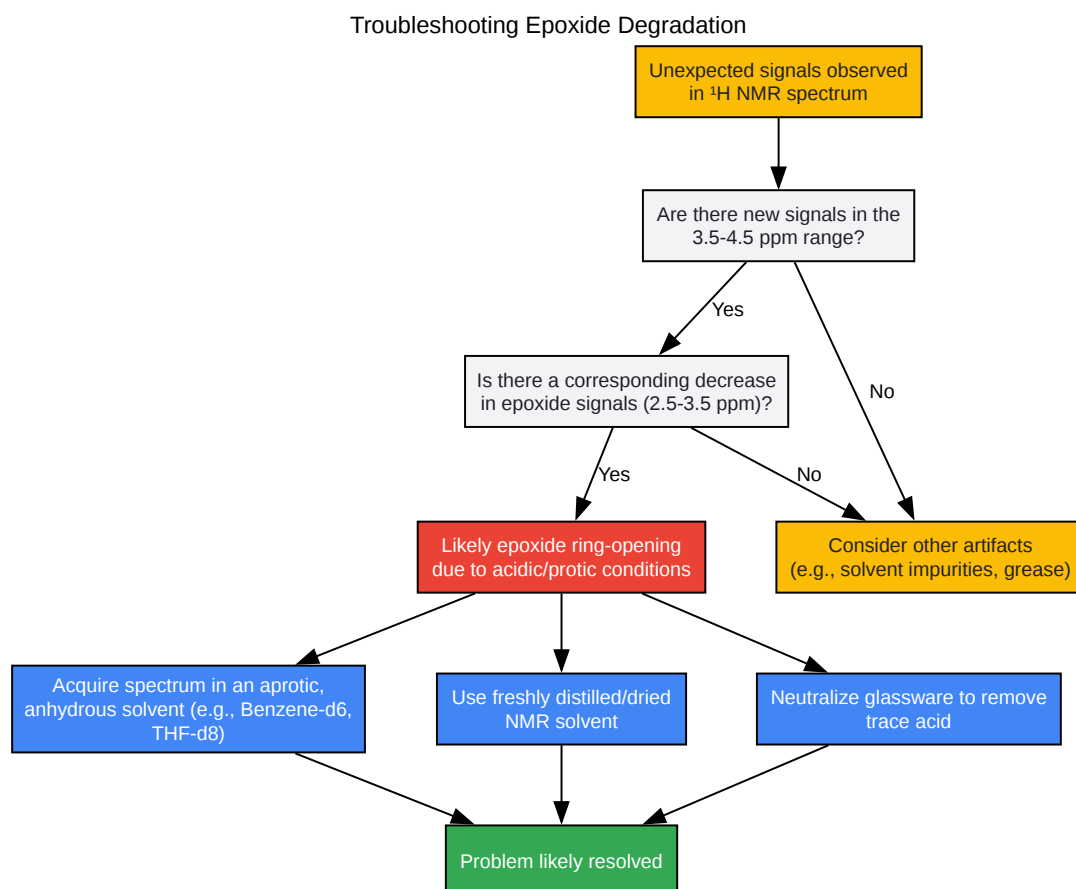 Troubleshooting Epoxide Degradation
Unexpected signals observed
in ¹H NMR spectrum
Are there new signals in the
3.5-4.5 ppm range?
Yes
Is there a corresponding decrease
in epoxide signals (2.5-3.5 ppm)?
No
Yes
No
Likely epoxide ring-opening
due to acidic/protic conditions
Consider other artifacts
(e.g., solvent impurities, grease)
Acquire spectrum in an aprotic,
anhydrous solvent (e.g., Benzene-d6,
THF-d8)
Use freshly distilled/dried
NMR solvent
Neutralize glassware to remove
trace acid
Problem likely resolved